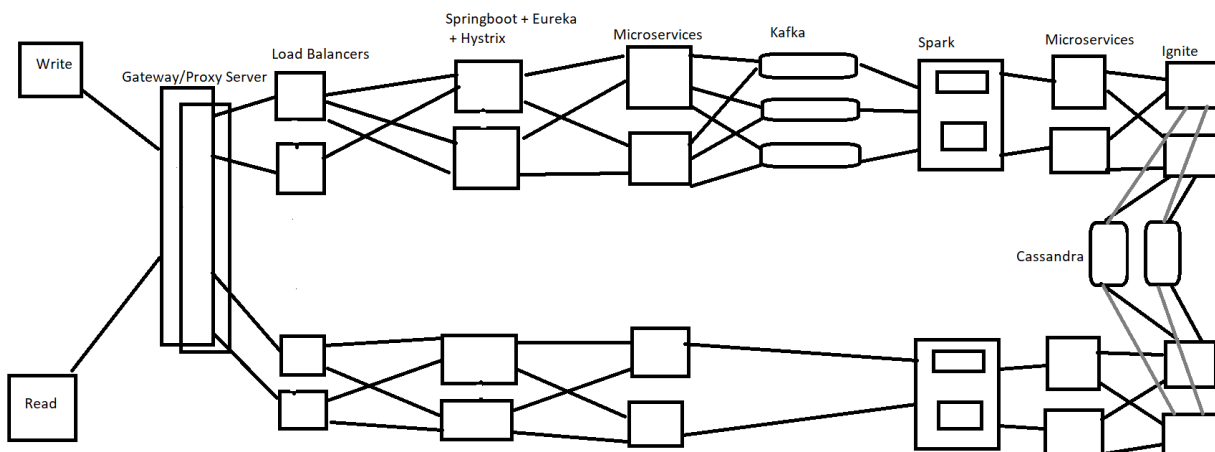 Springboot + Eureka
+ Hystrix
Microservices
Kafka
Spark
Microservices
Ignite
Write
Load Balancers
Gateway/Proxy Server
Cassandra
Read